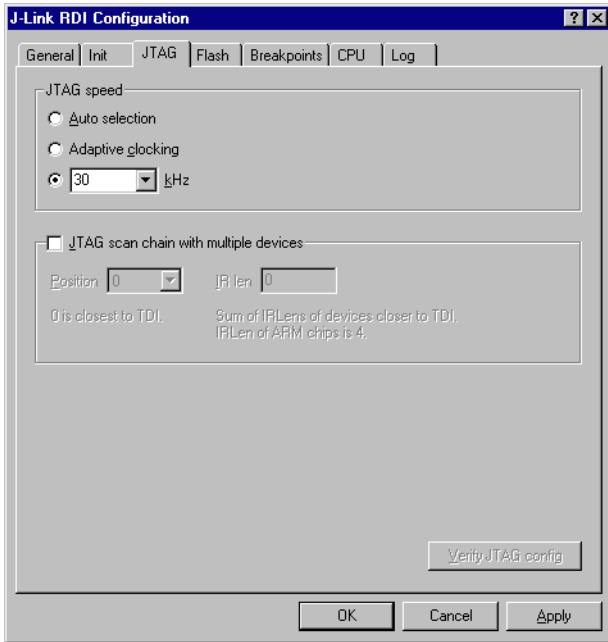 J-Link RDI Configuration
General Init JTAG Flash Breakpoints CPU Log
JTAG speed
Auto selection
Adaptive clocking
30 kHz
JTAG scan chain with multiple devices
Position 0 IR len 0
0 is closest to TDI. Sum of IRLens of devices closer to TDI.
IRLen of ARM chips is 4.
Verify JTAG config
OK Cancel Apply